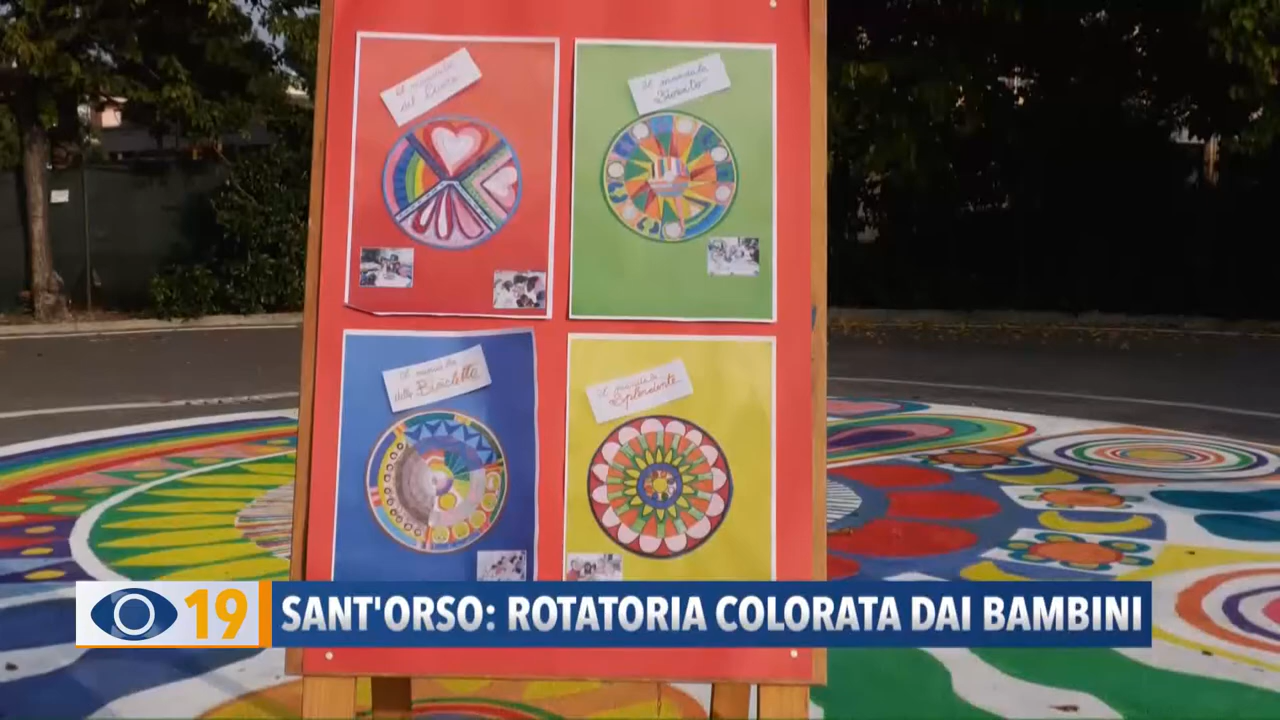 il mandala
del Cuore
il mandala
Fiorato
il mandala
della Bicicletta
il mandala
Splendente
19
SANT'ORSO: ROTATORIA COLORATA DAI BAMBINI